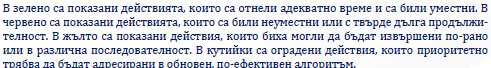 В зелено са показани действията, които са отнели адекватно време и са били уместни. В
червено са показани действията, които са били неуместни или с твърде дълга продължи-
телност. В жълто са показани действия, които биха могли да бъдат извършени по-рано
или в различна последователност. В кутийки са оградени действия, които приоритетно
трябва да бъдат адресирани в обновен, по-ефективен алгоритъм.